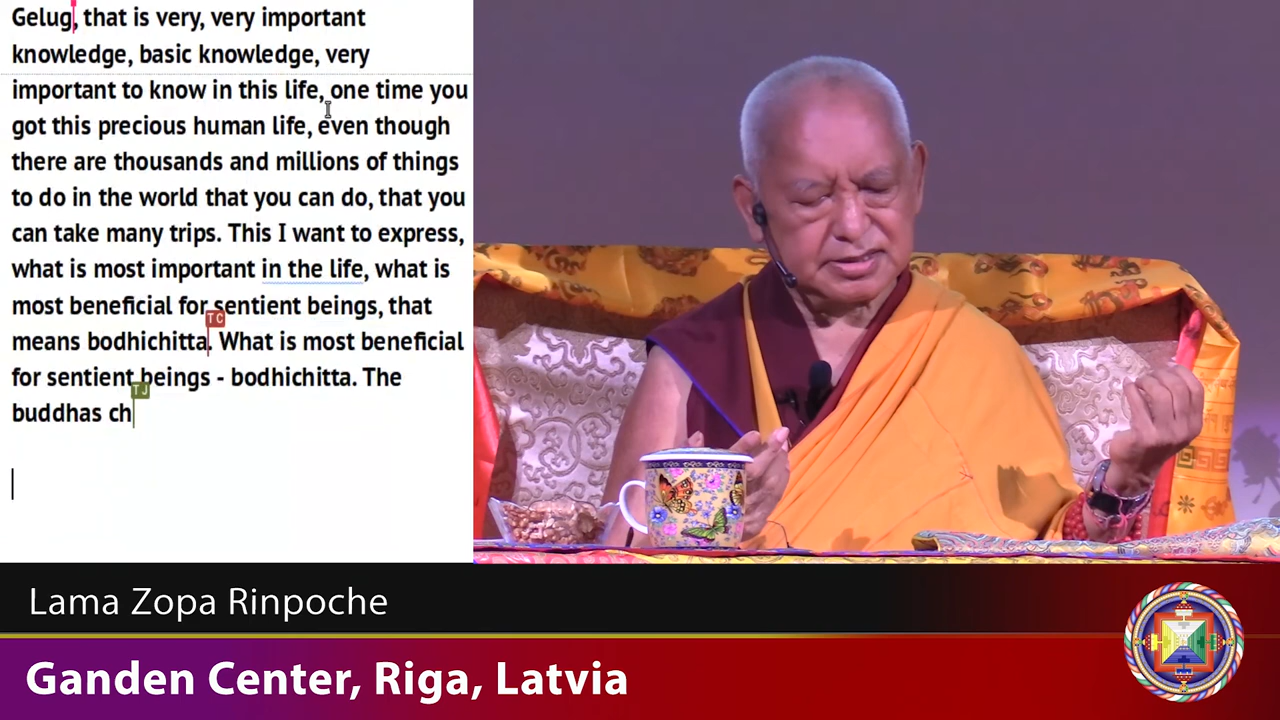 Gelug, that is very, very important
knowledge, basic knowledge, very
important to know in this life, one time you
got this precious human life, even though
there are thousands and millions of things
to do in the world that you can do, that you
can take many trips. This I want to express,
what is most important in the life, what is
most beneficial for sentient beings, that
TC
means bodhichitta. What is most beneficial
for sentient beings - bodhichitta. The
TJ
buddhas ch
Lama Zopa Rinpoche
Ganden Center, Riga, Latvia